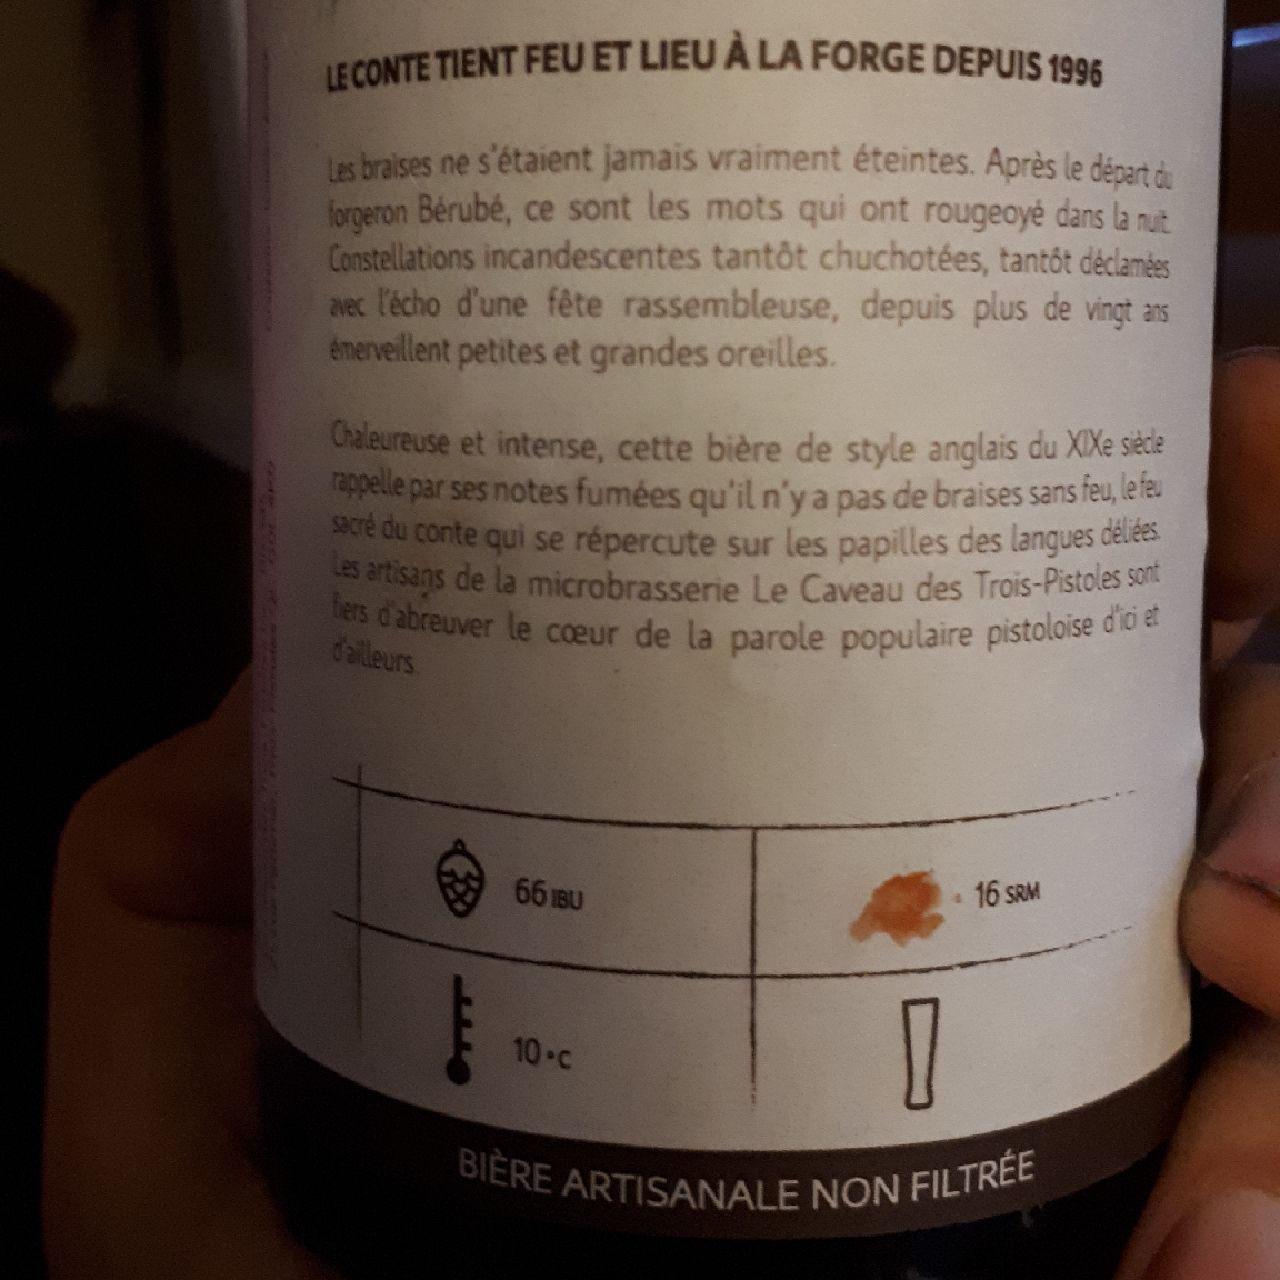 LE CONTE TIENT FEU ET LIEU À LA FORGE DEPUIS 1996
Les braises ne s'étaient jamais vraiment éteintes. Après le départ du
forgeron Bérubé, ce sont les mots qui ont rougeoyé dans la nuit.
Constellations incandescentes tantôt chuchotées, tantôt déclamées
avec l'écho d'une fête rassembleuse, depuis plus de vingt ans
émerveillent petites et grandes oreilles.
Chaleureuse et intense, cette bière de style anglais du XIXe siècle
rappelle par ses notes fumées qu'il n'y a pas de braises sans feu, le feu
sacré du conte qui se répercute sur les papilles des langues déliées.
Les artisans de la microbrasserie Le Caveau des Trois-Pistoles sont
fiers d'abreuver le cœur de la parole populaire pistoloise d'ici et
d'ailleurs.
66 IBU
16 SRM
10°C
BIÈRE ARTISANALE NON FILTRÉE